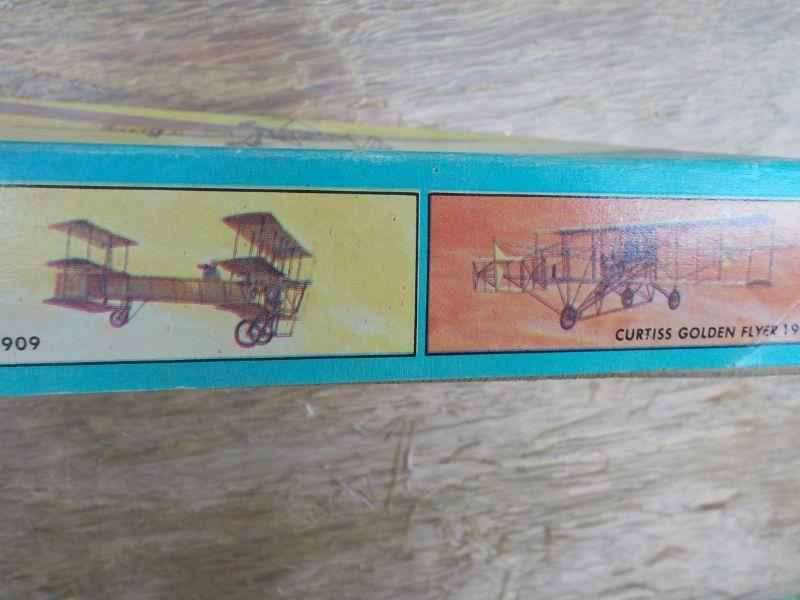 909
CURTISS GOLDEN FLYER 19